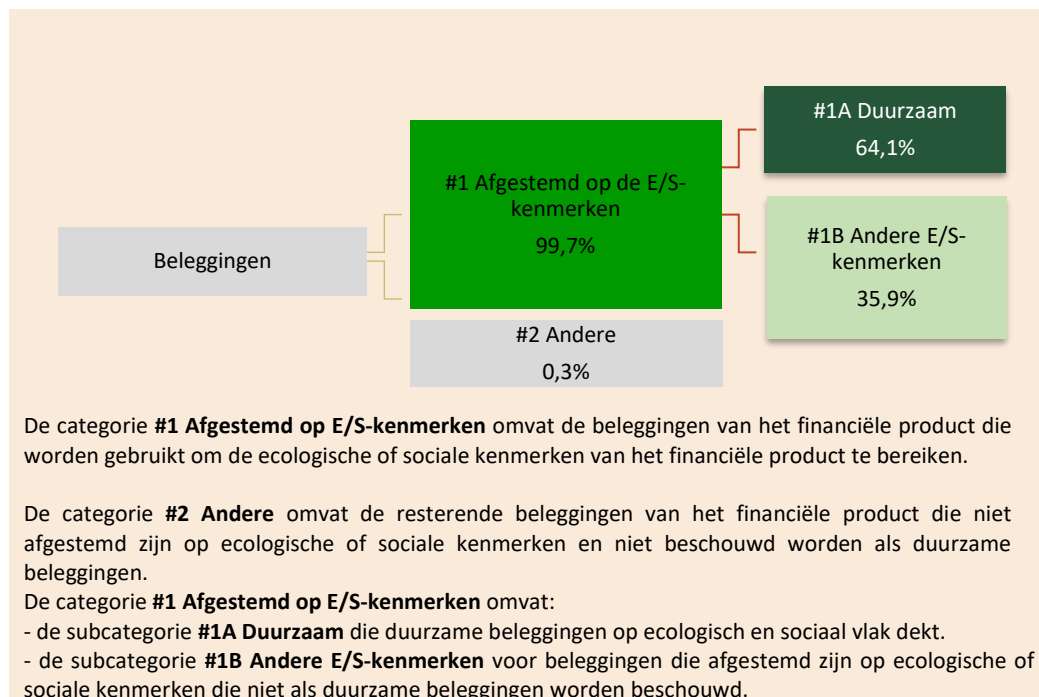 Beleggingen
#1 Afgestemd op de E/S-
kenmerken
99,7%
#2 Andere
0,3%
#1A Duurzaam
64,1%
#1B Andere E/S-
kenmerken
35,9%
De categorie #1 Afgestemd op E/S-kenmerken omvat de beleggingen van het financiële product die
worden gebruikt om de ecologische of sociale kenmerken van het financiële product te bereiken.
De categorie #2 Andere omvat de resterende beleggingen van het financiële product die niet
afgestemd zijn op ecologische of sociale kenmerken en niet beschouwd worden als duurzame
beleggingen.
De categorie #1 Afgestemd op E/S-kenmerken omvat:
- de subcategorie #1A Duurzaam die duurzame beleggingen op ecologisch en sociaal vlak dekt.
- de subcategorie #1B Andere E/S-kenmerken voor beleggingen die afgestemd zijn op ecologische of
sociale kenmerken die niet als duurzame beleggingen worden beschouwd.